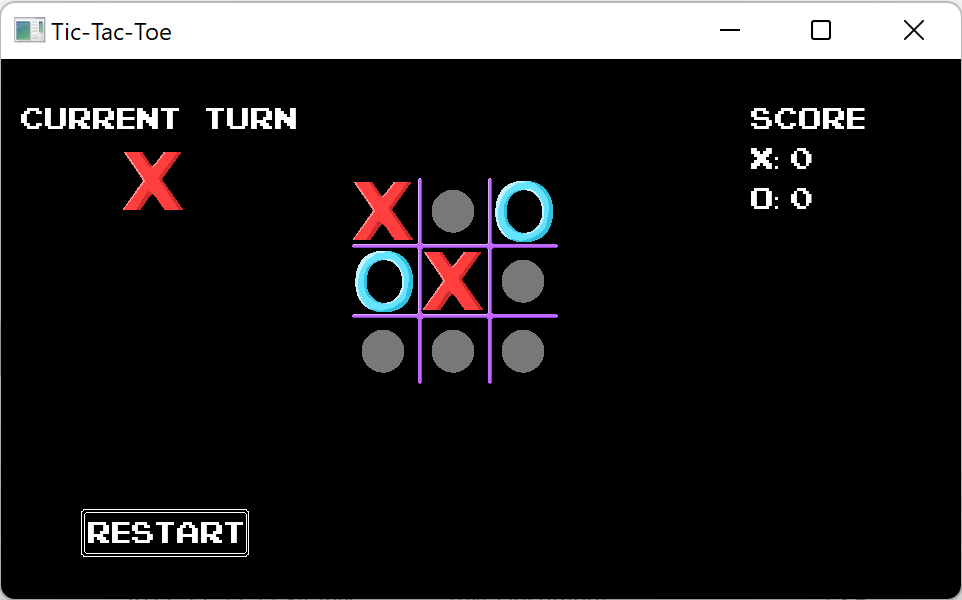 Tic-Tac-Toe
CURRENT TURN
X
SCORE
X: 0
O: 0
X O
O X
RESTART